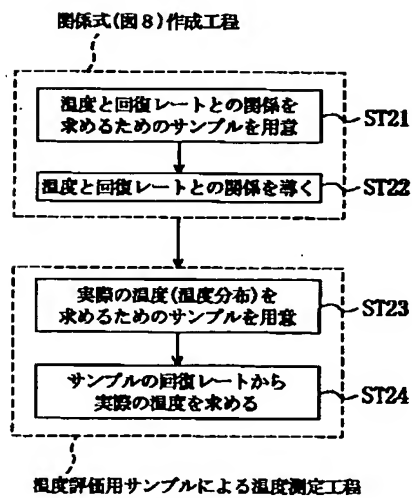 関係式(図8)作成工程
温度と回復レートとの関係を
求めるためのサンプルを用意
ST21
温度と回復レートとの関係を導く
ST22
実際の温度(温度分布)を
求めるためのサンプルを用意
ST23
サンプルの回復レートから
実際の温度を求める
ST24
温度評価用サンプルによる温度測定工程